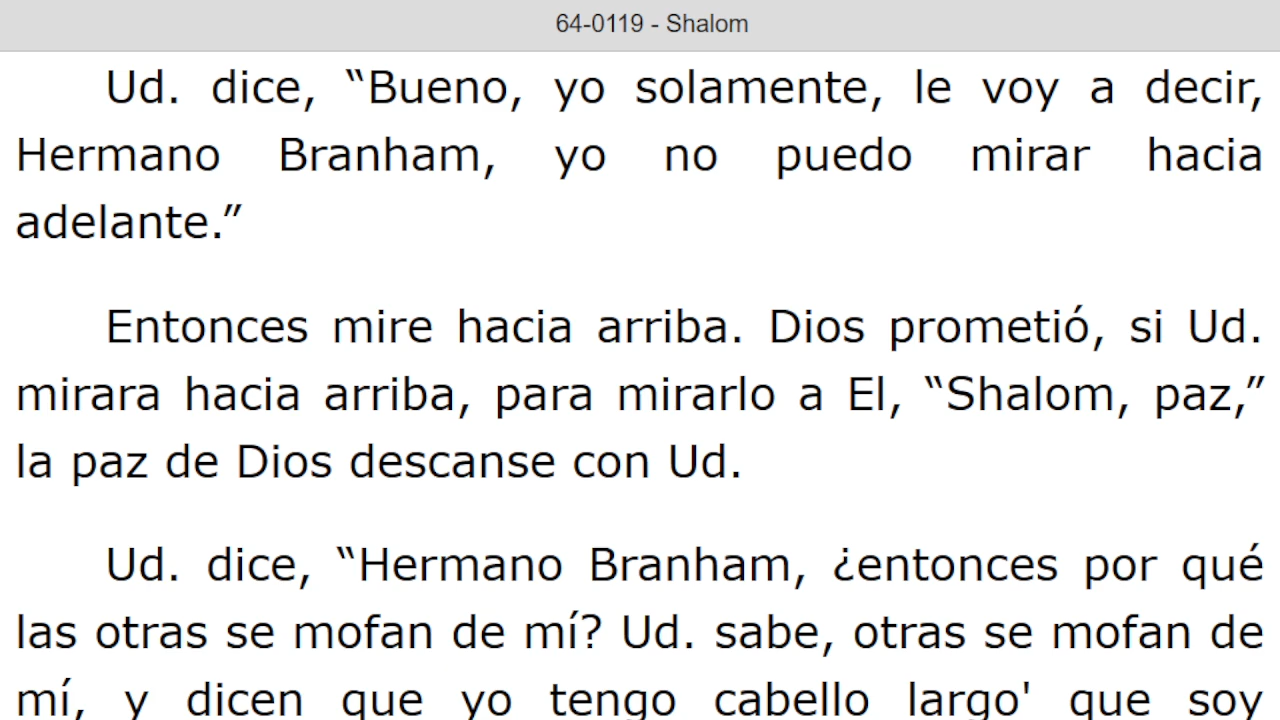 64-0119 - Shalom
Ud. dice, “Bueno, yo solamente, le voy a decir,
Hermano Branham, yo no puedo mirar hacia
adelante.”
Entonces mire hacia arriba. Dios prometió, si Ud.
mirara hacia arriba, para mirarlo a El, “Shalom, paz,”
la paz de Dios descanse con Ud.
Ud. dice, “Hermano Branham, ¿entonces por qué
las otras se mofan de mí? Ud. sabe, otras se mofan de
mí, y dicen que yo tengo cabello largo' que soy